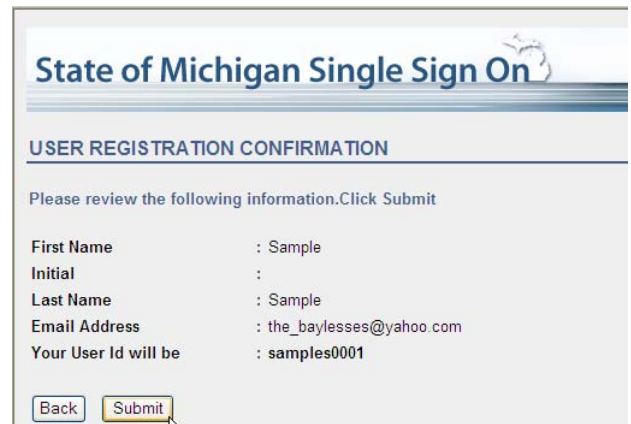 State of Michigan Single Sign On
USER REGISTRATION CONFIRMATION
Please review the following information.Click Submit
First Name : Sample
Initial :
Last Name : Sample
Email Address : the_baylesses@yahoo.com
Your User Id will be : samples0001
Back Submit